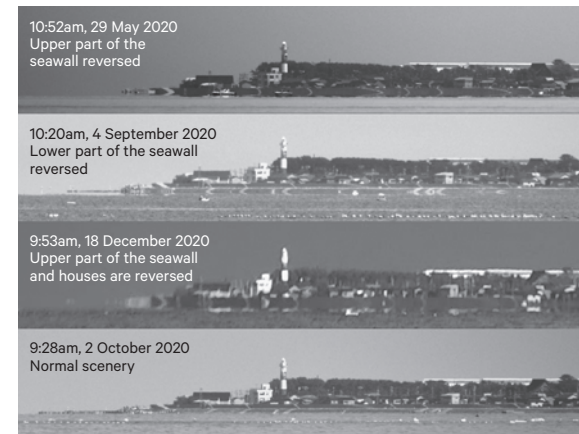 10:52am, 29 May 2020
Upper part of the
seawall reversed
10:20am, 4 September 2020
Lower part of the seawall
reversed
9:53am, 18 December 2020
Upper part of the seawall
and houses are reversed
9:28am, 2 October 2020
Normal scenery